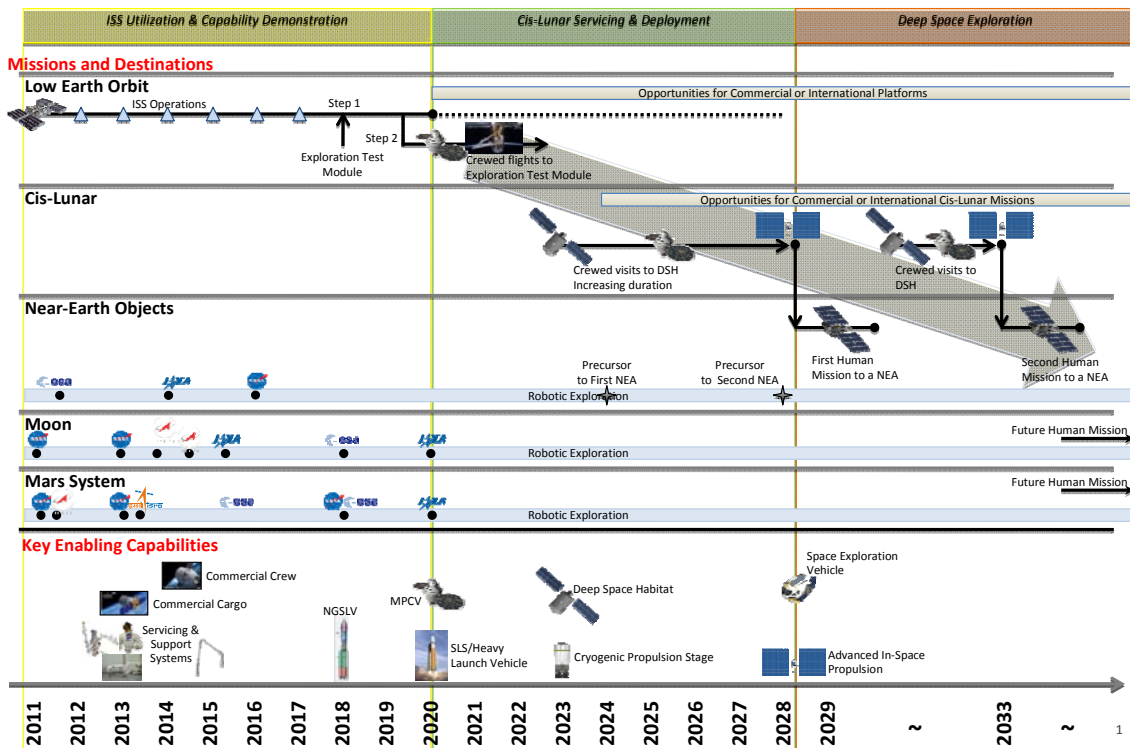 ISS Utilization & Capability Demonstration
Cis-Lunar Servicing & Deployment
Deep Space Exploration
Missions and Destinations
Low Earth Orbit
Opportunities for Commercial or International Platforms
ISS Operations
Step 1
Step 2
Exploration Test
Module
Crewed flights to
Exploration Test Module
Cis-Lunar
Opportunities for Commercial or International Cis-Lunar Missions
Crewed visits to DSH
Increasing duration
Crewed visits to
DSH
Near-Earth Objects
Precursor
to First NEA
Precursor
to Second NEA
First Human
Mission to a NEA
Second Human
Mission to a NEA
esa
Robotic Exploration
Moon
Future Human Mission
esa
Robotic Exploration
Mars System
Future Human Mission
esa
esa
Robotic Exploration
Key Enabling Capabilities
Commercial Crew
Commercial Cargo
Servicing &
Support
Systems
NGSLV
MPCV
SLS/Heavy
Launch Vehicle
Deep Space Habitat
Cryogenic Propulsion Stage
Space Exploration
Vehicle
Advanced In-Space
Propulsion
2011
2012
2013
2014
2015
2016
2017
2018
2019
2020
2021
2022
2023
2024
2025
2026
2027
2028
2029
~
2033
~
1